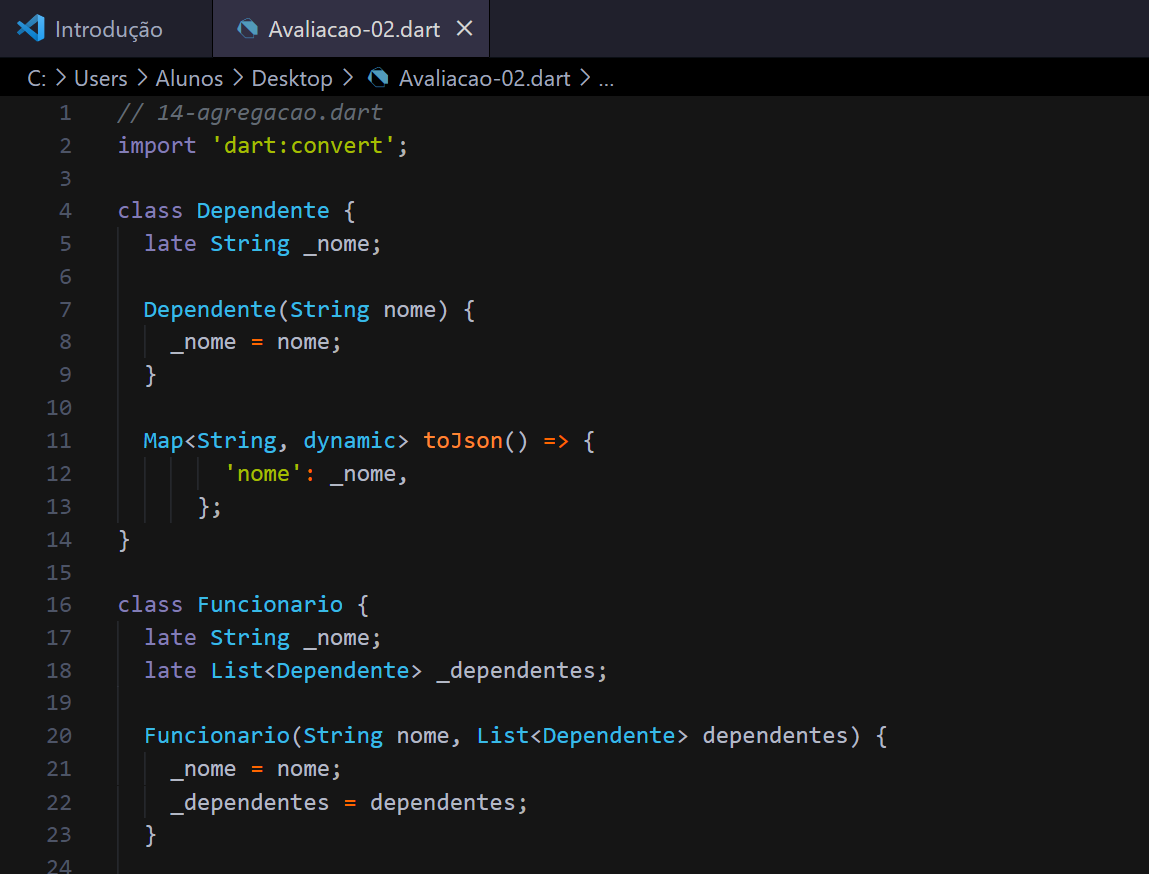 Introdução Avaliacao-02.dart
C: > Users > Alunos > Desktop > Avaliacao-02.dart > ...
1 // 14-agregacao.dart
2 import 'dart:convert';
3
4 class Dependente {
5 late String _nome;
6
7 Dependente(String nome) {
8 _nome = nome;
9 }
10
11 Map<String, dynamic> toJson() => {
12 'nome': _nome,
13 };
14 }
15
16 class Funcionario {
17 late String _nome;
18 late List<Dependente> _dependentes;
19
20 Funcionario(String nome, List<Dependente> dependentes) {
21 _nome = nome;
22 _dependentes = dependentes;
23 }
24